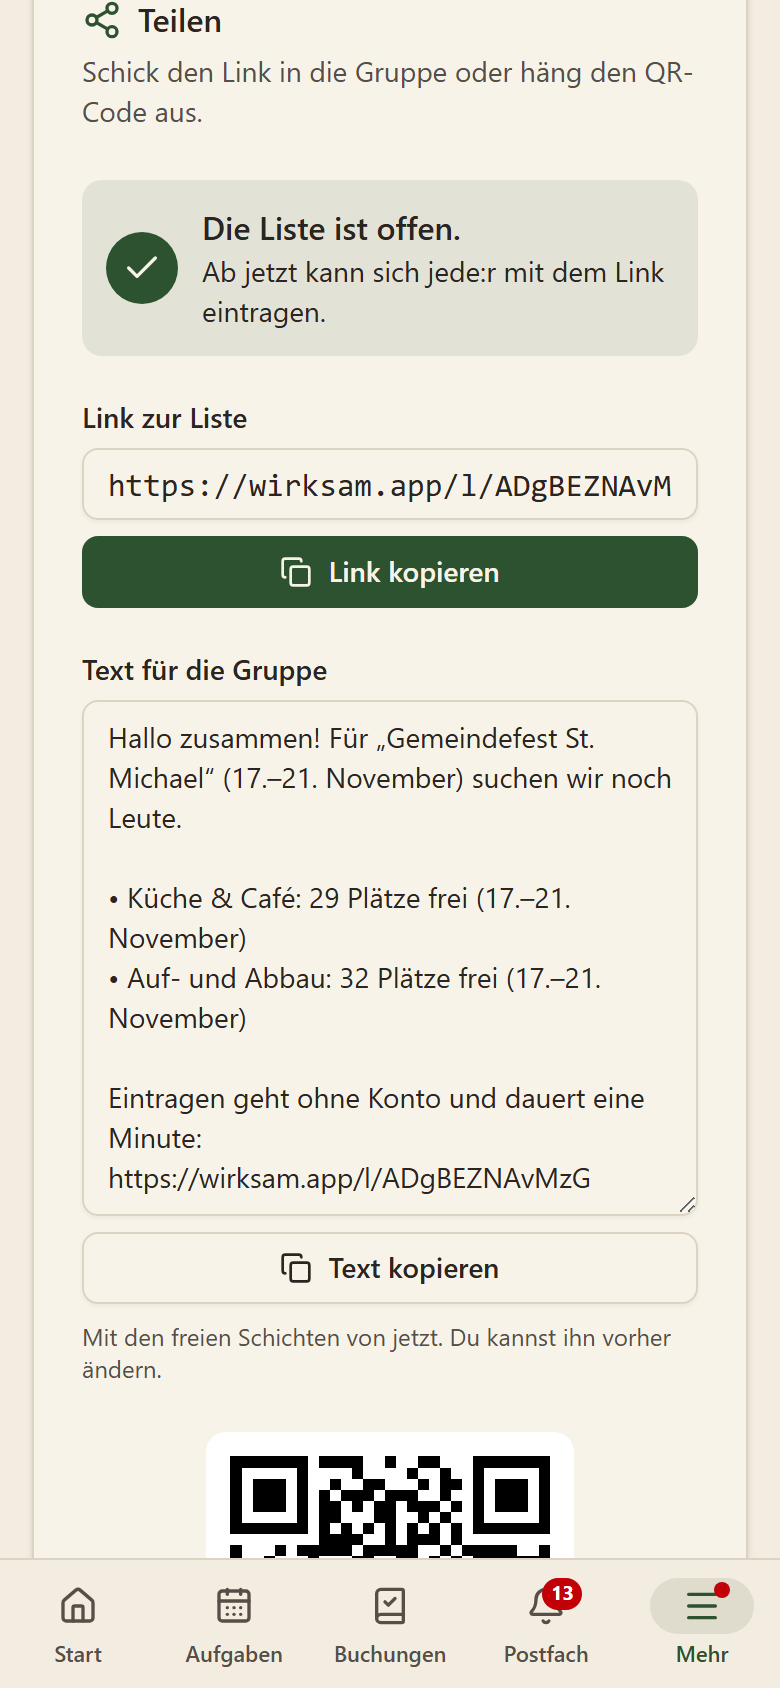 Teilen
Schick den Link in die Gruppe oder häng den QR-
Code aus.
Die Liste ist offen.
Ab jetzt kann sich jede:r mit dem Link
eintragen.
Link zur Liste
https://wirksam.app/l/ADgBEZNAvM
Link kopieren
Text für die Gruppe
Hallo zusammen! Für „Gemeindefest St.
Michael“ (17.–21. November) suchen wir noch
Leute.
• Küche & Café: 29 Plätze frei (17.–21.
November)
• Auf- und Abbau: 32 Plätze frei (17.–21.
November)
Eintragen geht ohne Konto und dauert eine
Minute:
https://wirksam.app/l/ADgBEZNAvMzG
Text kopieren
Mit den freien Schichten von jetzt. Du kannst ihn vorher
ändern.
13
Start
Aufgaben
Buchungen
Postfach
Mehr